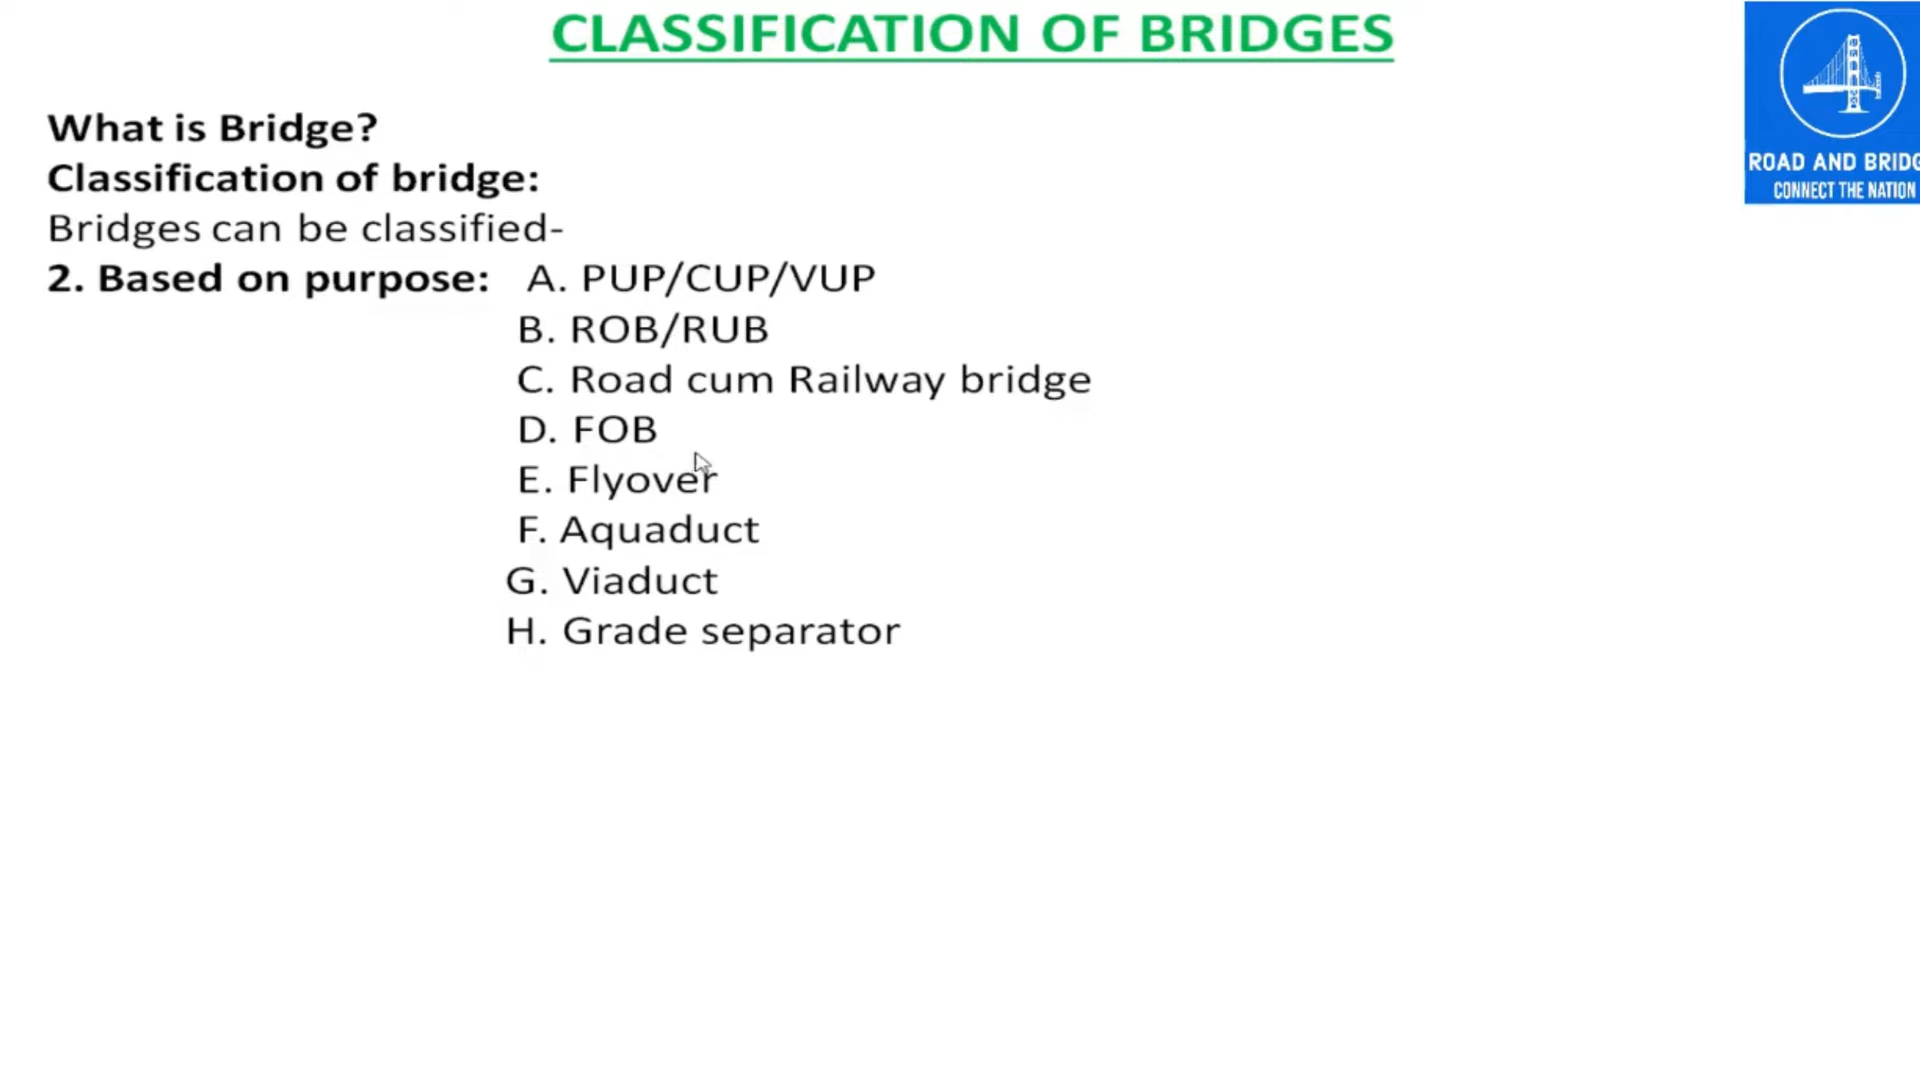 CLASSIFICATION OF BRIDGES
What is Bridge?
Classification of bridge:
Bridges can be classified-
2. Based on purpose: A. PUP/CUP/VUP
B. ROB/RUB
C. Road cum Railway bridge
D. FOB
E. Flyover
F. Aquaduct
G. Viaduct
H. Grade separator
ROAD AND BRIDG
CONNECT THE NATION